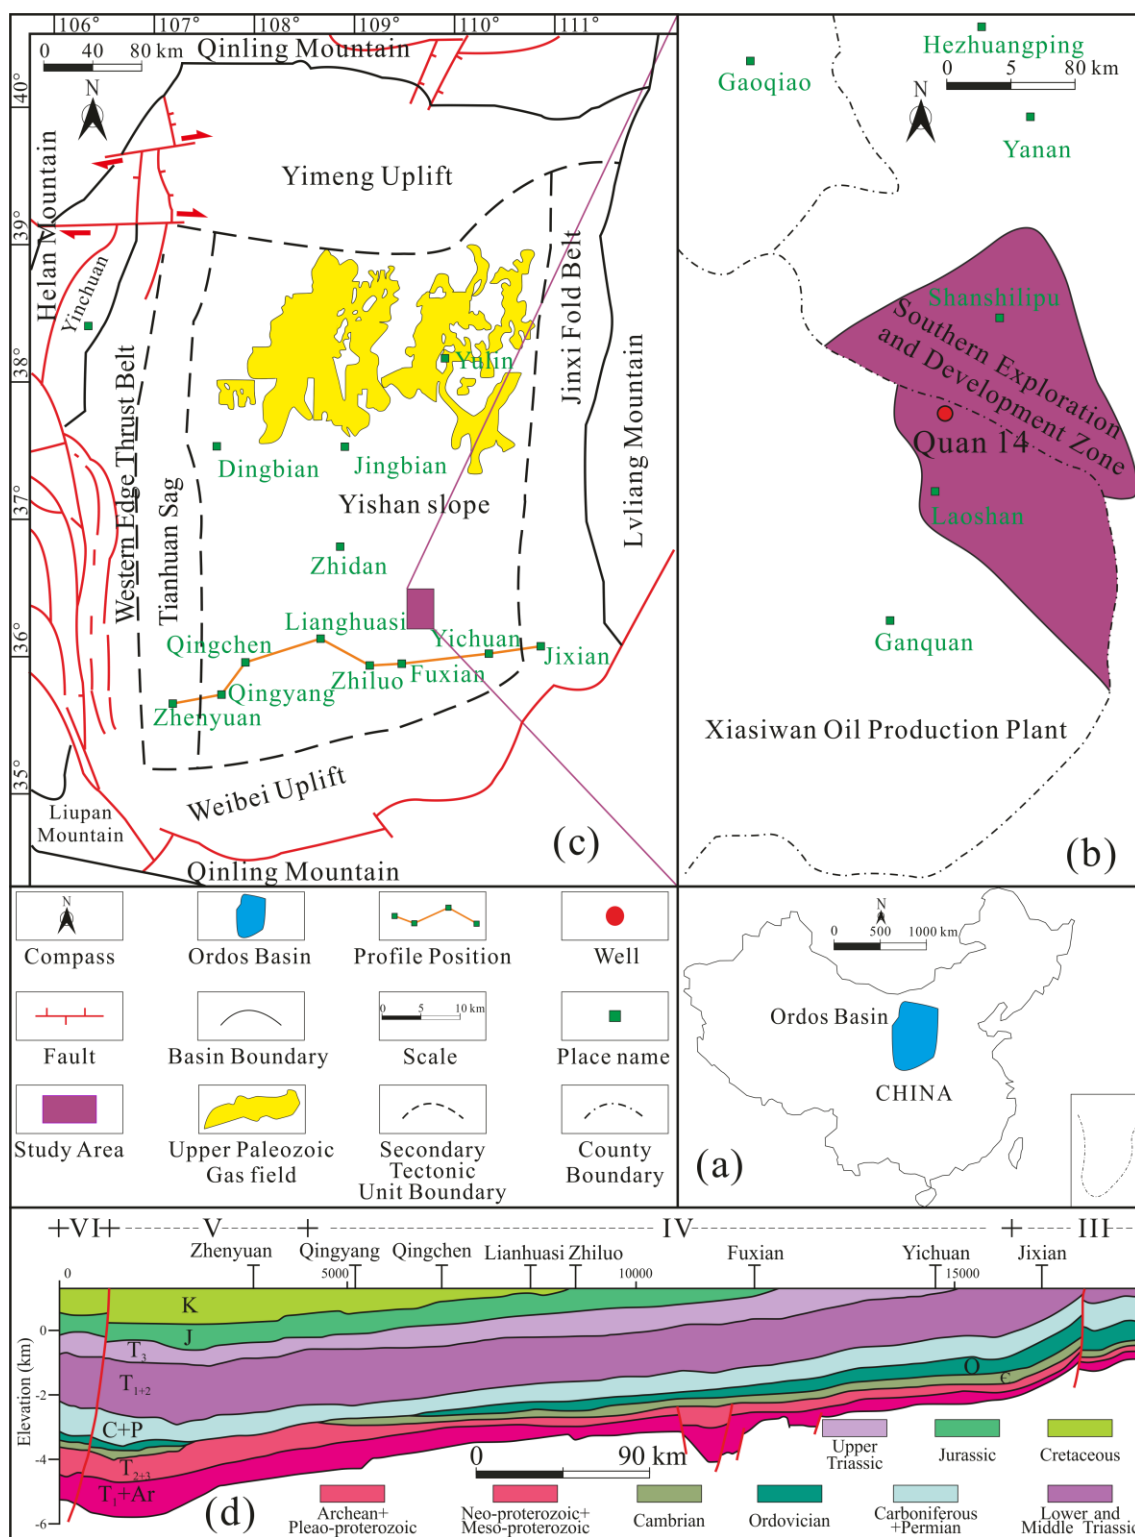 106° 107° 108° 109° 110° 111°
0 40 80 km
Qinling Mountain
N
40°
39°
38°
37°
36°
35°
Helan Mountain
Yinchuan
Yimeng Uplift
Western Edge Thrust Belt
Tianhuan Sag
Jinxi Fold Belt
Lvliang Mountain
Yulin
Dingbian
Jingbian
Yishan slope
Zhidan
Lianghuasi
Qingchen
Yichuan
Jixian
Zhiluo
Fuxian
Qingyang
Zhenyuan
Weibei Uplift
Liupan
Mountain
Qinling Mountain
(c)
Hezhuangping
Gaoqiao
0 5 80 km
N
Yanan
Shanshilipu
Southern Exploration
and Development Zone
Quan 14
Laoshan
Ganquan
Xiasiwan Oil Production Plant
(b)
N
Compass
Ordos Basin
Profile Position
Well
Fault
Basin Boundary
0 5 10 km
Scale
Place name
Study Area
Upper Paleozoic
Gas field
Secondary
Tectonic
Unit Boundary
County
Boundary
N
0 500 1000 km
Ordos Basin
CHINA
(a)
VI V IV III
Zhenyuan Qingyang Qingchen Lianhuasi Zhiluo Fuxian Yichuan Jixian
0 5000 10000 15000
Elevation (km)
0
-2
-4
-6
K
J
T3
T1+2
C+P
T2+3
T1+Ar
O
Є
(d)
0 90 km
Upper
Triassic
Jurassic
Cretaceous
Archean+
Pleao-proterozoic
Neo-proterozoic+
Meso-proterozoic
Cambrian
Ordovician
Carboniferous
+Permian
Lower and
Middle Triassic